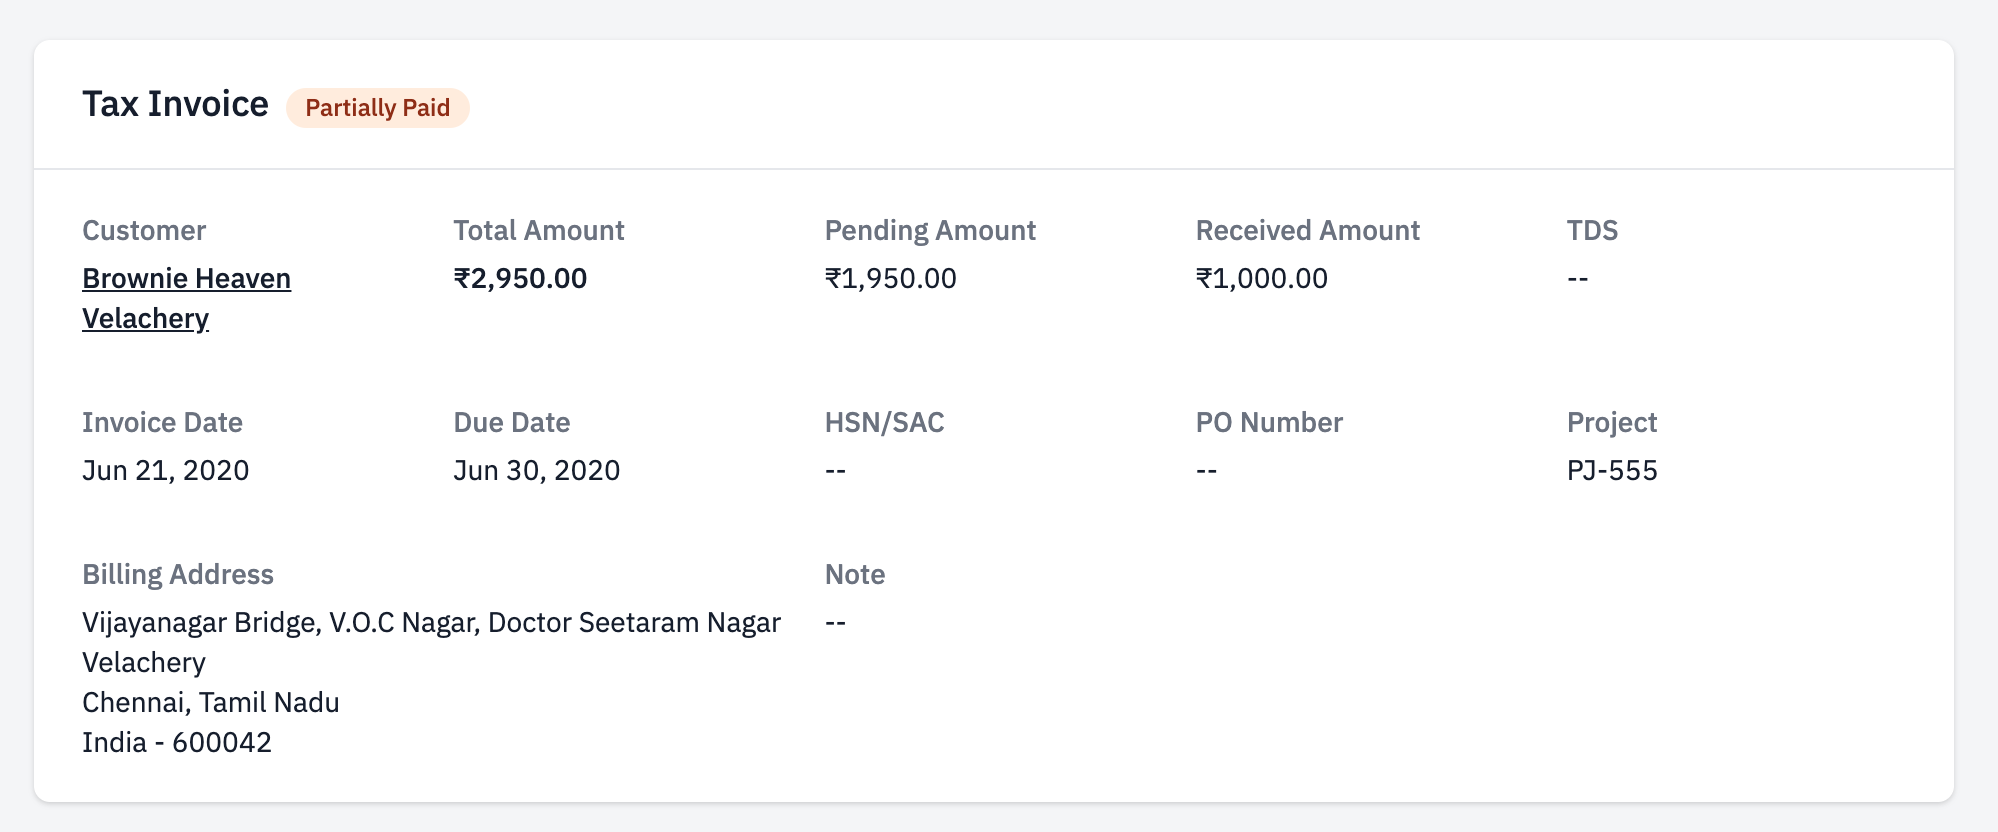 Tax Invoice Partially Paid
Customer Total Amount Pending Amount Received Amount TDS
Brownie Heaven ₹2,950.00 ₹1,950.00 ₹1,000.00 --
Velachery
Invoice Date Due Date HSN/SAC PO Number Project
Jun 21, 2020 Jun 30, 2020 -- -- PJ-555
Billing Address Note
Vijayanagar Bridge, V.O.C Nagar, Doctor Seetaram Nagar --
Velachery
Chennai, Tamil Nadu
India - 600042